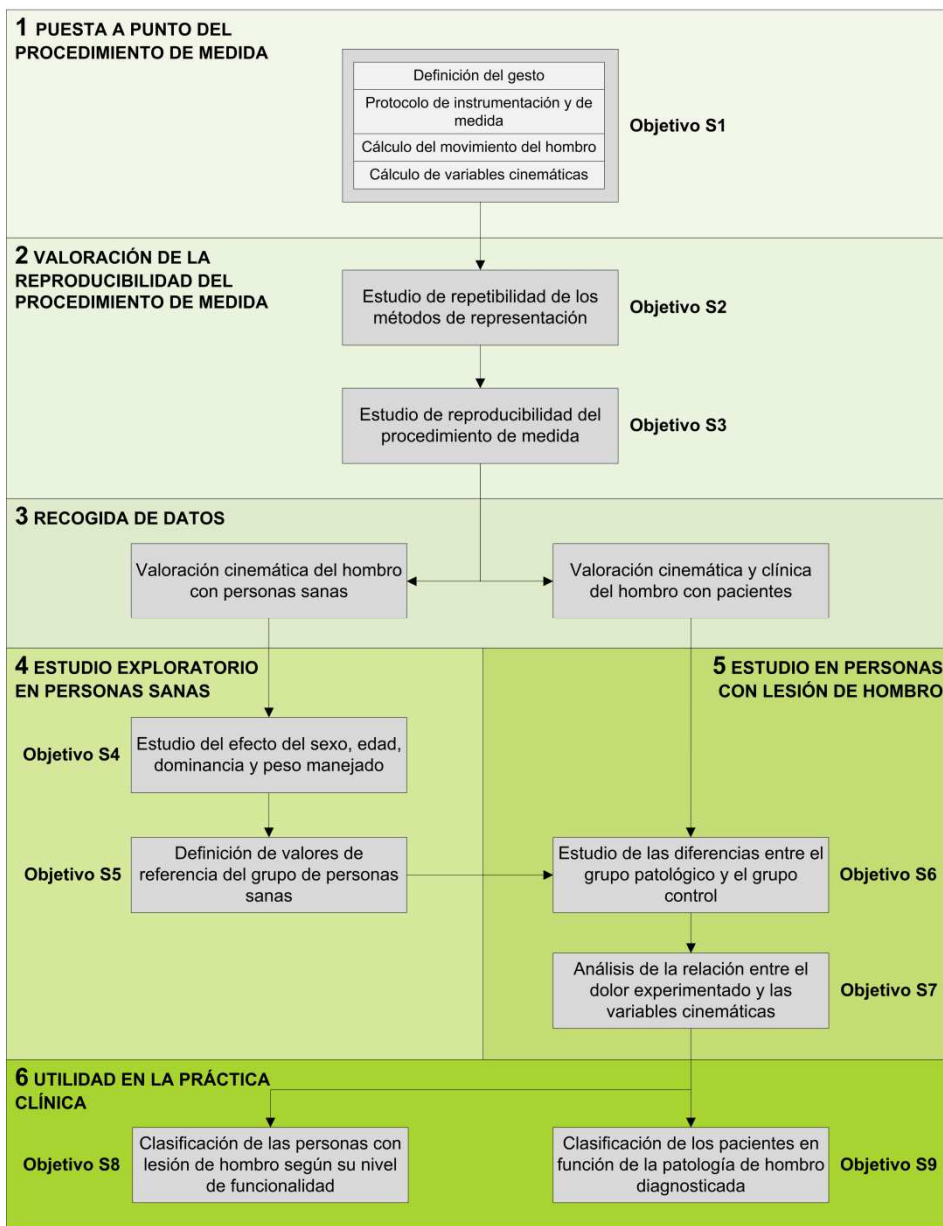 1 PUESTA A PUNTO DEL
PROCEDIMIENTO DE MEDIDA
Definición del gesto
Protocolo de instrumentación y de
medida
Cálculo del movimiento del hombro
Cálculo de variables cinemáticas
Objetivo S1
2 VALORACIÓN DE LA
REPRODUCIBILIDAD DEL
PROCEDIMIENTO DE MEDIDA
Estudio de repetibilidad de los
métodos de representación
Objetivo S2
Estudio de reproducibilidad del
procedimiento de medida
Objetivo S3
3 RECOGIDA DE DATOS
Valoración cinemática del hombro
con personas sanas
Valoración cinemática y clínica
del hombro con pacientes
4 ESTUDIO EXPLORATORIO
EN PERSONAS SANAS
5 ESTUDIO EN PERSONAS
CON LESIÓN DE HOMBRO
Objetivo S4
Estudio del efecto del sexo, edad,
dominancia y peso manejado
Objetivo S5
Definición de valores de
referencia del grupo de personas
sanas
Estudio de las diferencias entre el
grupo patológico y el grupo
control
Objetivo S6
Análisis de la relación entre el
dolor experimentado y las
variables cinemáticas
Objetivo S7
6 UTILIDAD EN LA PRÁCTICA
CLÍNICA
Objetivo S8
Clasificación de las personas con
lesión de hombro según su nivel
de funcionalidad
Clasificación de los pacientes en
función de la patología de hombro
diagnosticada
Objetivo S9